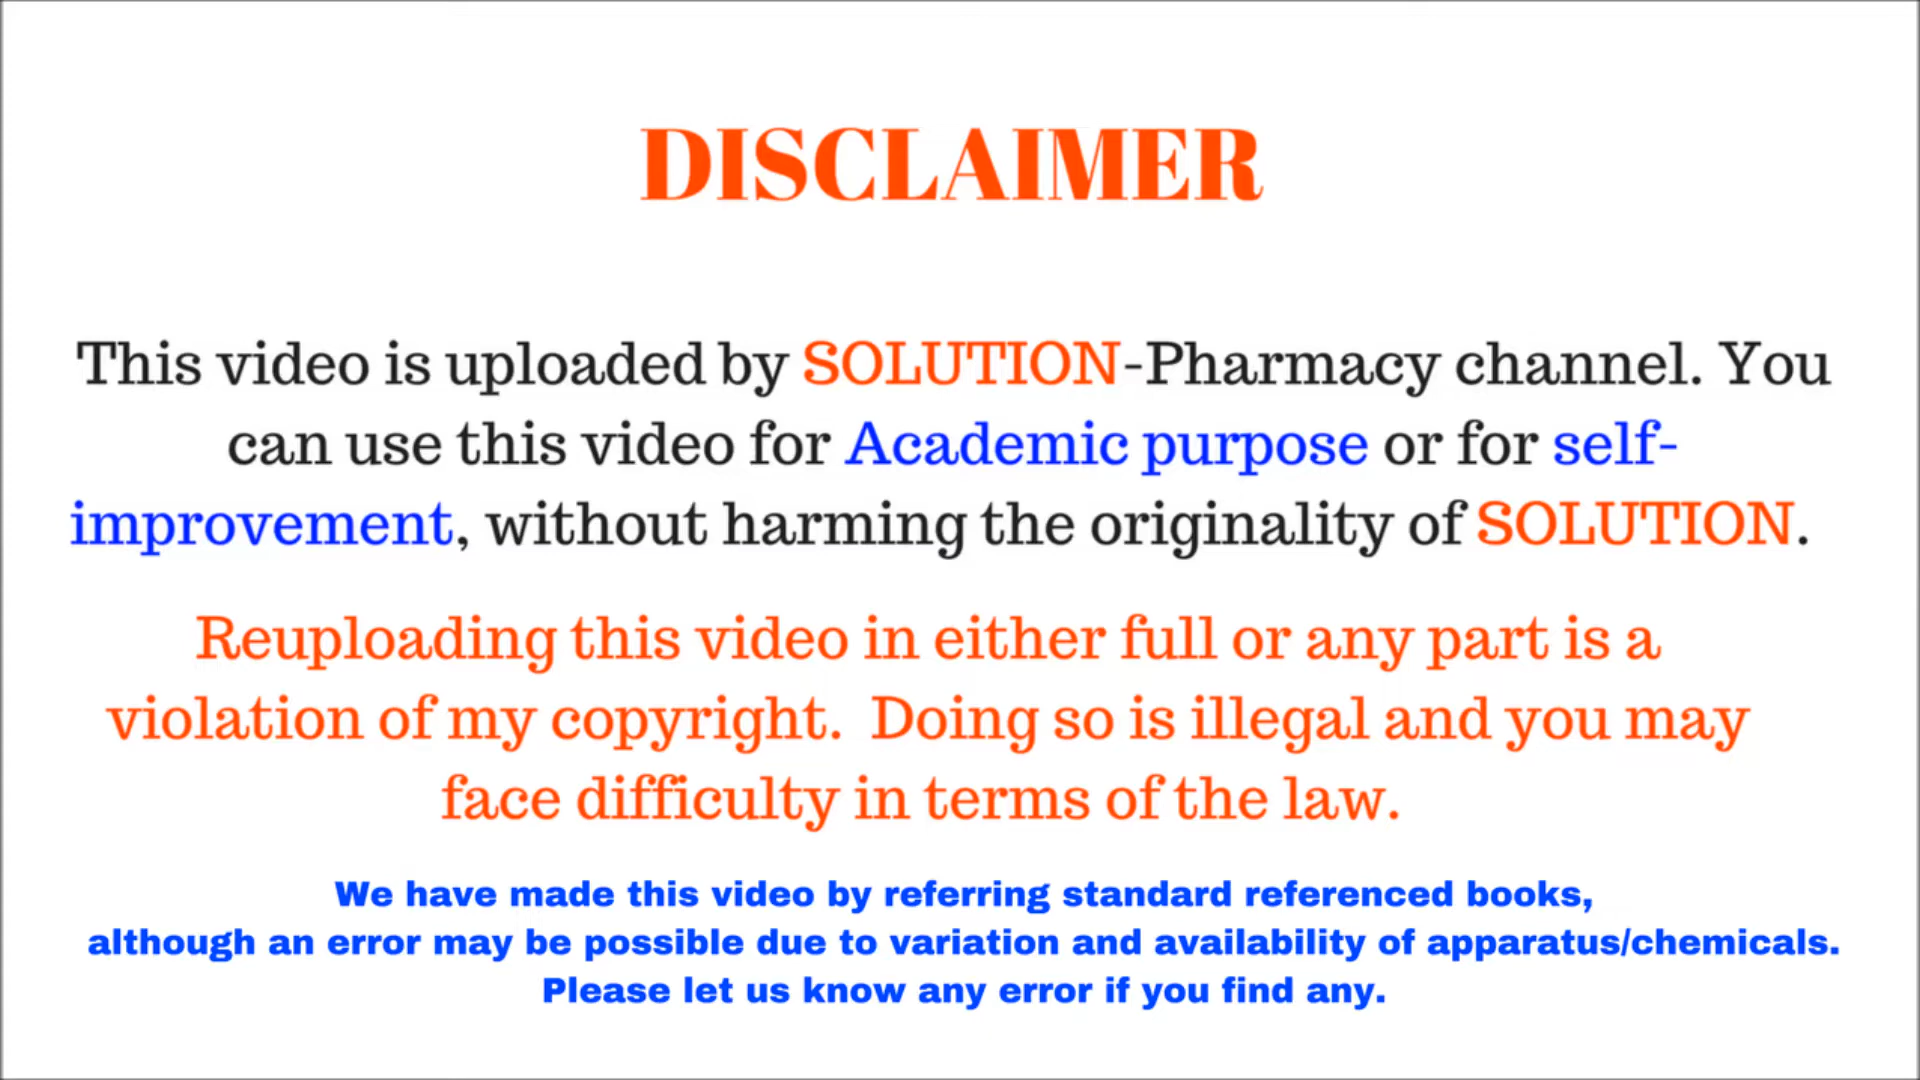 DISCLAIMER
This video is uploaded by SOLUTION-Pharmacy channel. You
can use this video for Academic purpose or for self-
improvement, without harming the originality of SOLUTION.
Reuploading this video in either full or any part is a
violation of my copyright. Doing so is illegal and you may
face difficulty in terms of the law.
We have made this video by referring standard referenced books,
although an error may be possible due to variation and availability of apparatus/chemicals.
Please let us know any error if you find any.